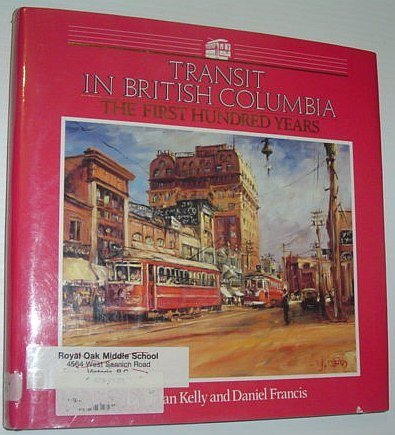 TRANSIT
IN BRITISH COLUMBIA
THE FIRST HUNDRED YEARS
Royal Oak Middle School
4564 West Saanich Road
Victoria, B.C.
an Kelly and Daniel Francis